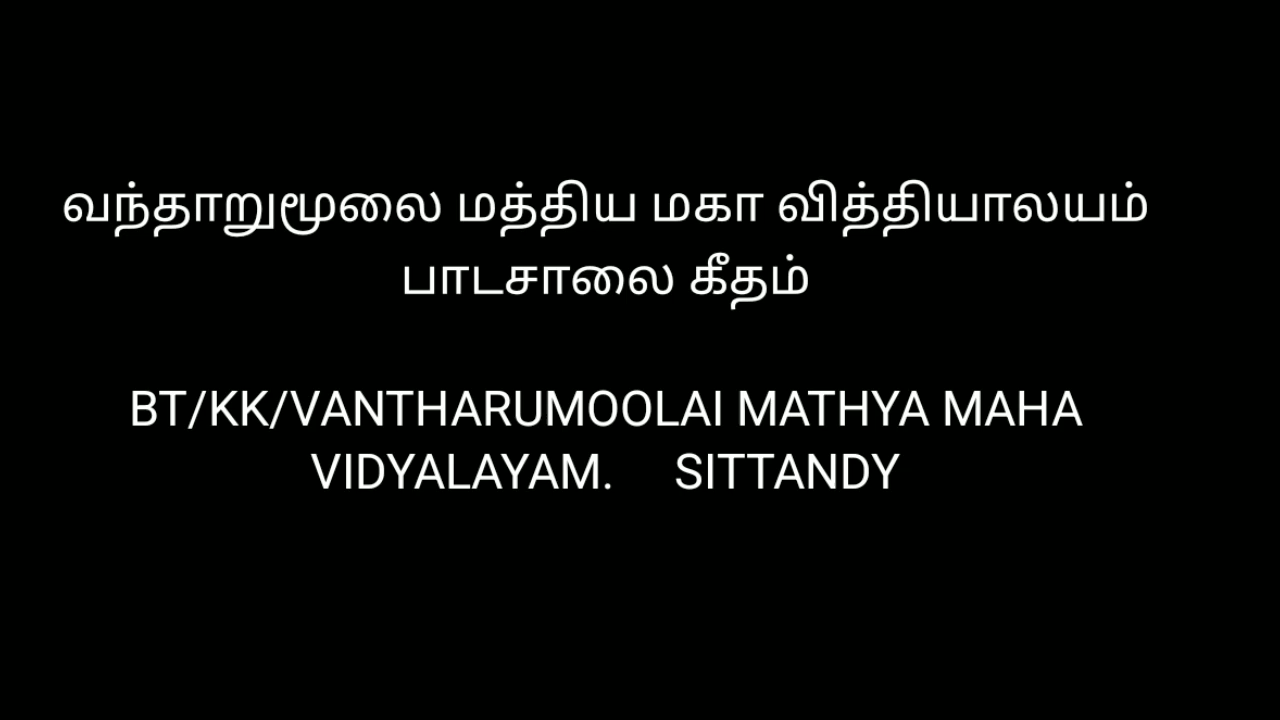 வந்தாறுமூலை மத்திய மகா வித்தியாலயம்
பாடசாலை கீதம்
BT/KK/VANTHARUMOOLAI MATHYA MAHA
VIDYALAYAM. SITTANDY